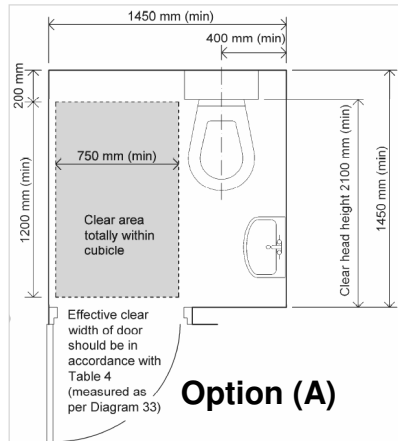 1450 mm (min)
400 mm (min)
200 mm
750 mm (min)
1200 mm (min)
Clear area
totally within
cubicle
Clear head height 2100 mm (min)
1450 mm (min)
Effective clear
width of door
should be in
accordance with
Table 4
(measured as
per Diagram 33)
Option (A)